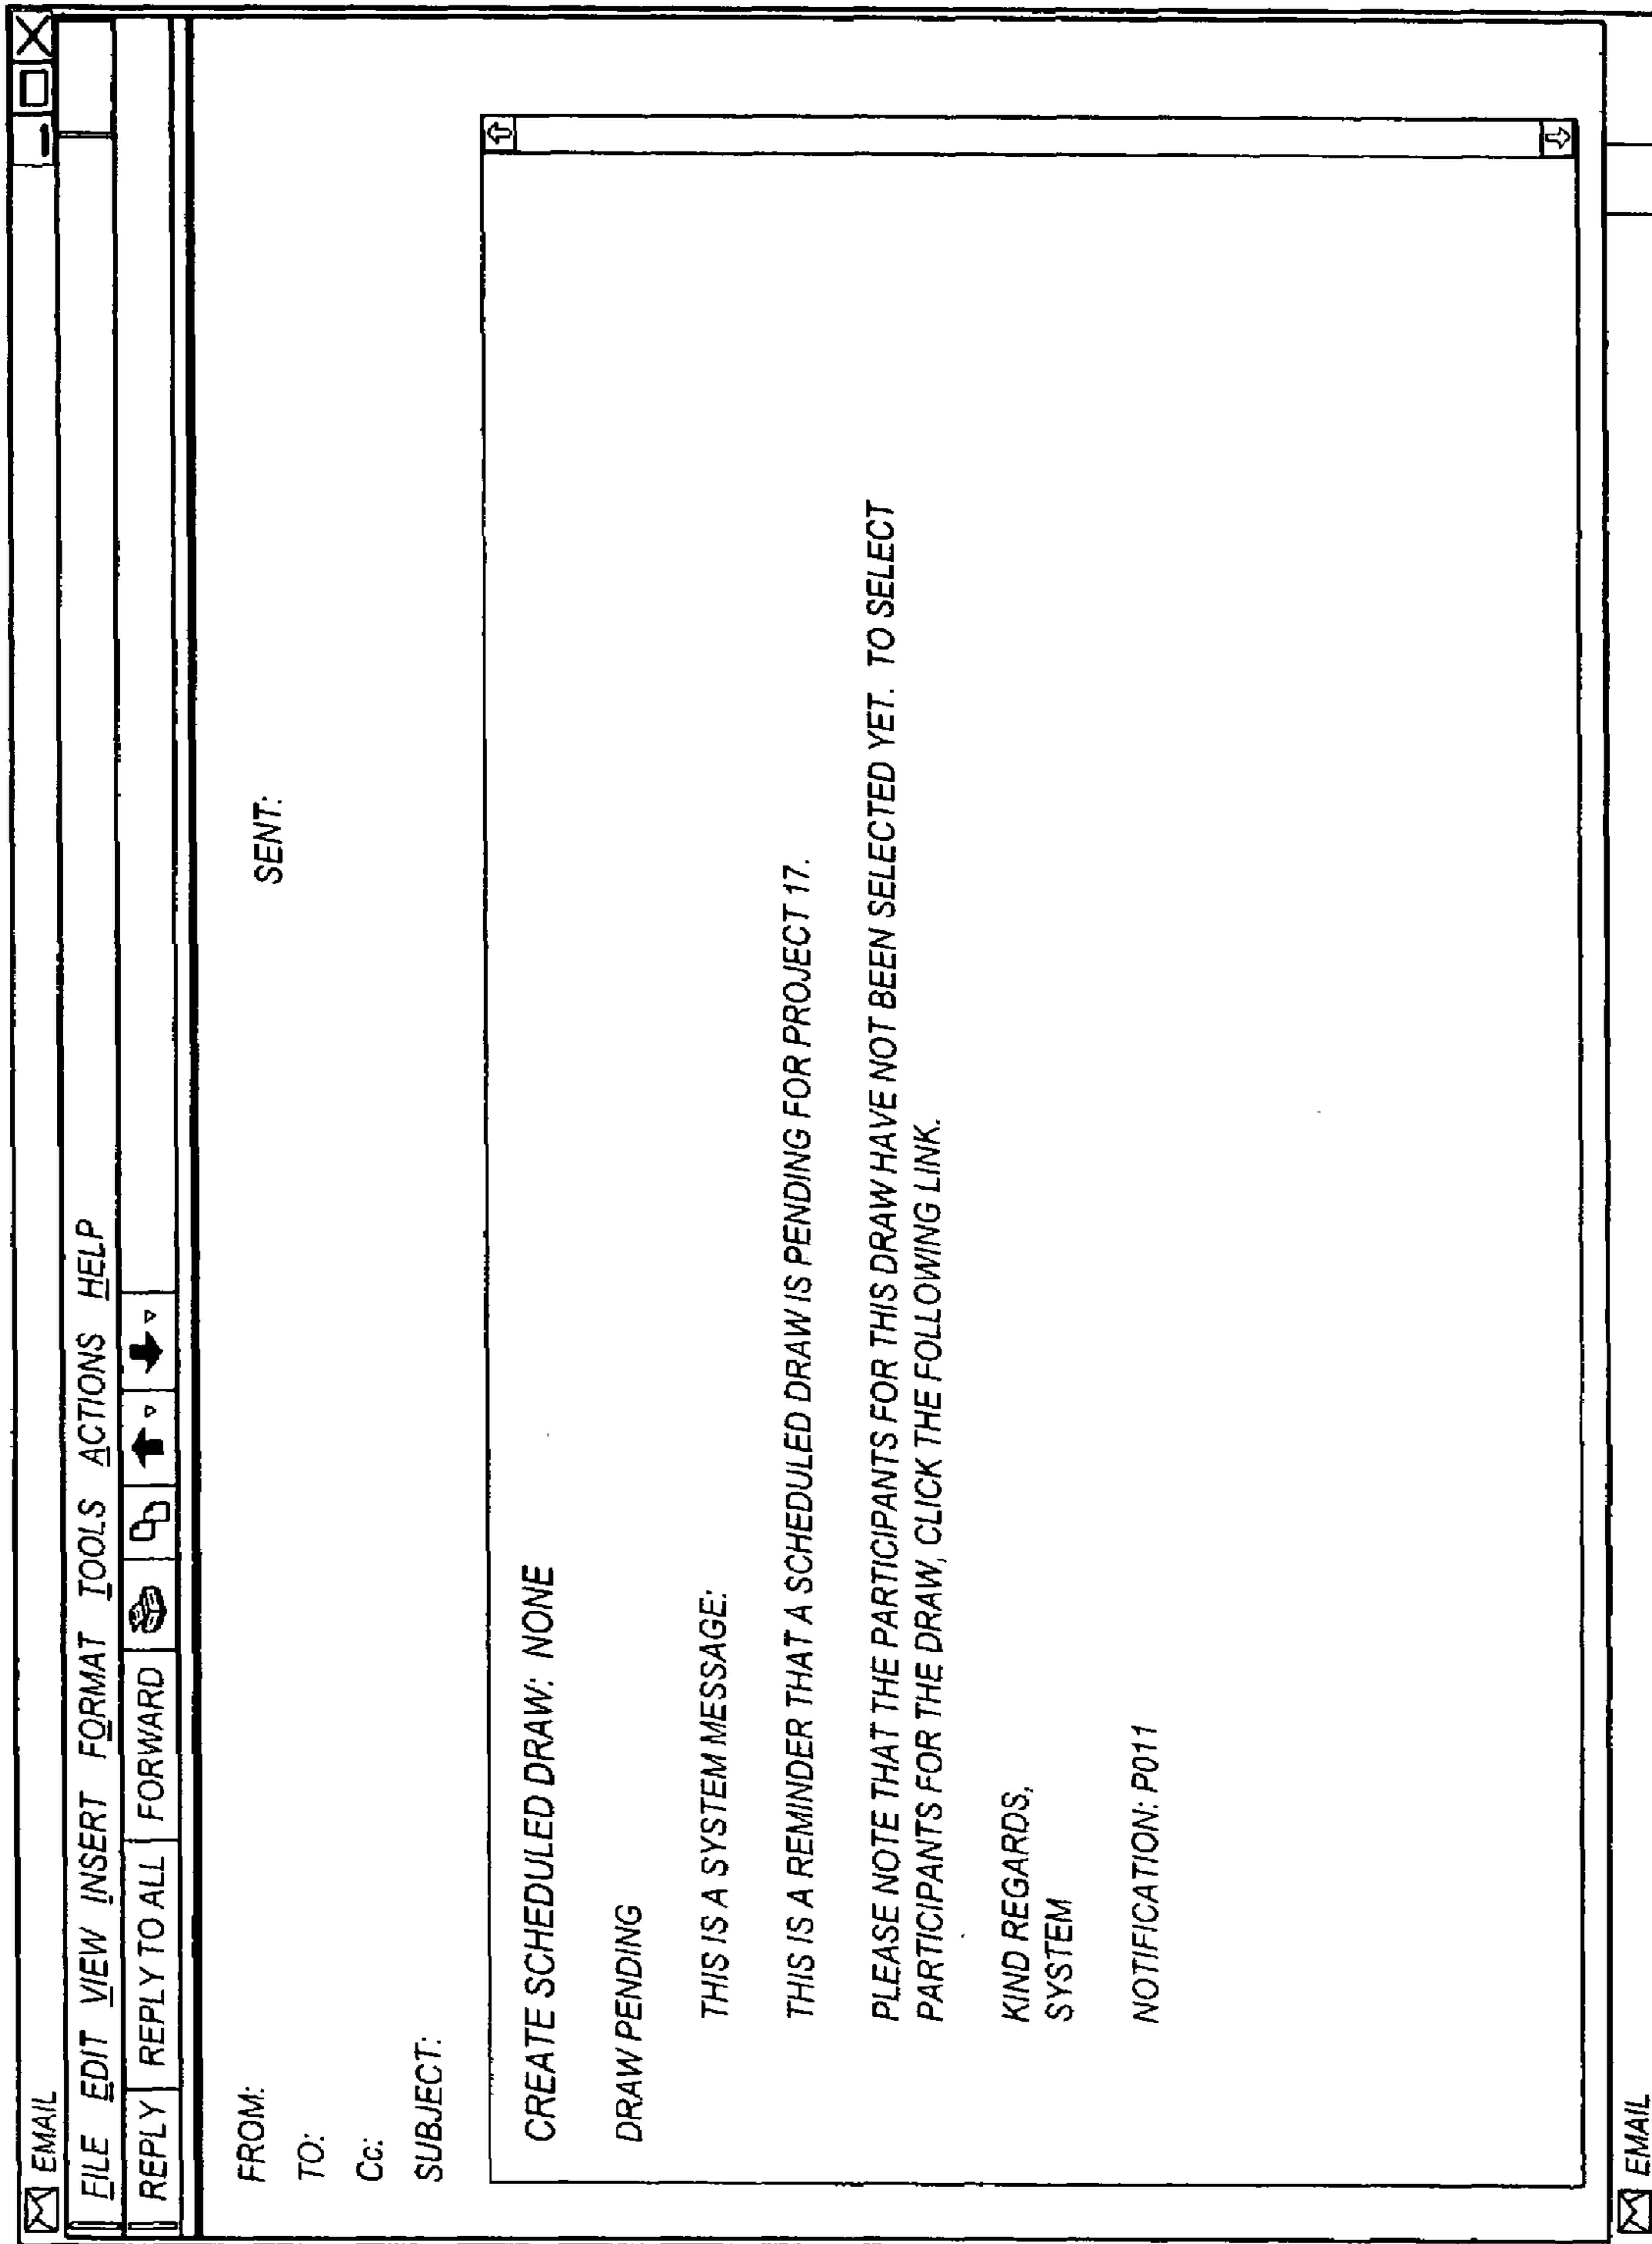 EMAIL
FILE EDIT VIEW INSERT FORMAT TOOLS ACTIONS HELP
REPLY REPLY TO ALL FORWARD
FROM: SENT:
TO:
Cc:
SUBJECT:
CREATE SCHEDULED DRAW: NONE
DRAW PENDING
THIS IS A SYSTEM MESSAGE:
THIS IS A REMINDER THAT A SCHEDULED DRAW IS PENDING FOR PROJECT 17.
PLEASE NOTE THAT THE PARTICIPANTS FOR THIS DRAW HAVE NOT BEEN SELECTED YET. TO SELECT
PARTICIPANTS FOR THE DRAW, CLICK THE FOLLOWING LINK.
KIND REGARDS,
SYSTEM
NOTIFICATION: P011
EMAIL